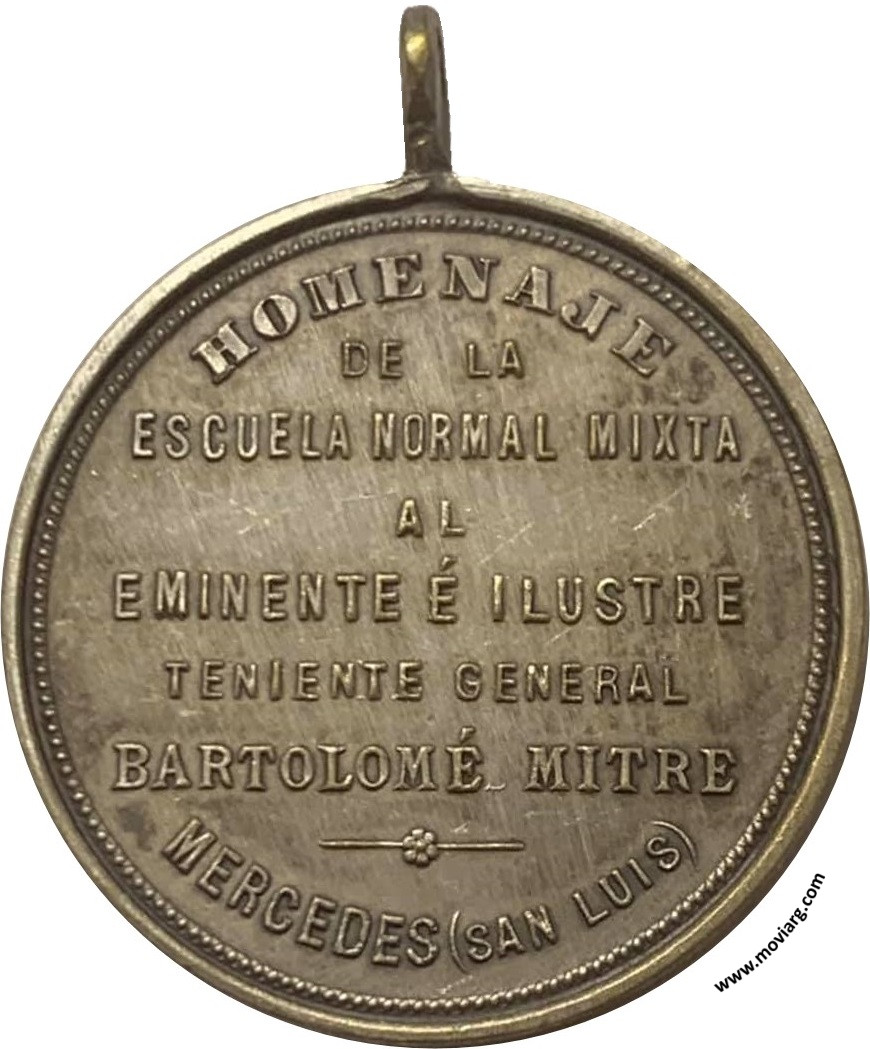 HOMENAJE
DE LA
ESCUELA NORMAL MIXTA
AL
EMINENTE É ILUSTRE
TENIENTE GENERAL
BARTOLOMÉ MITRE
MERCEDES (SAN LUIS)
www.moviarg.com